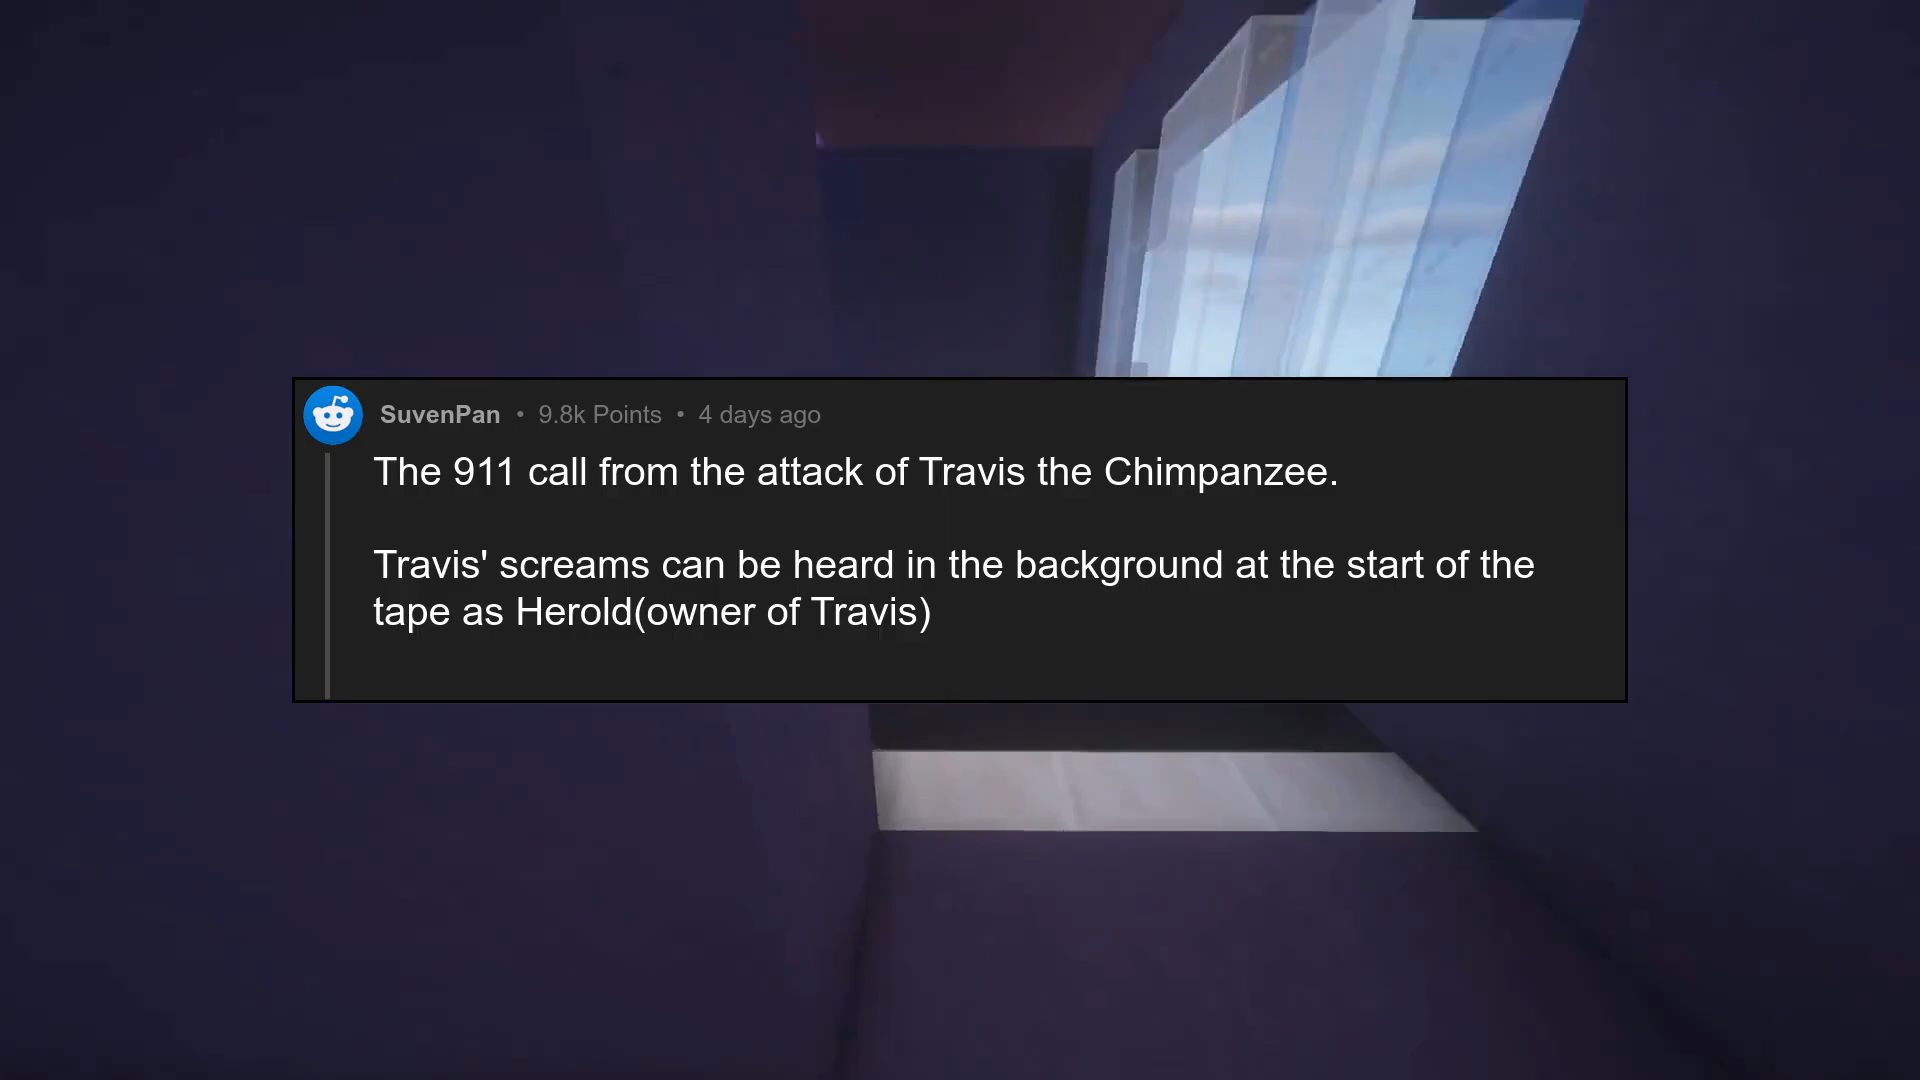 SuvenPan • 9.8k Points • 4 days ago
The 911 call from the attack of Travis the Chimpanzee.
Travis' screams can be heard in the background at the start of the
tape as Herold(owner of Travis)